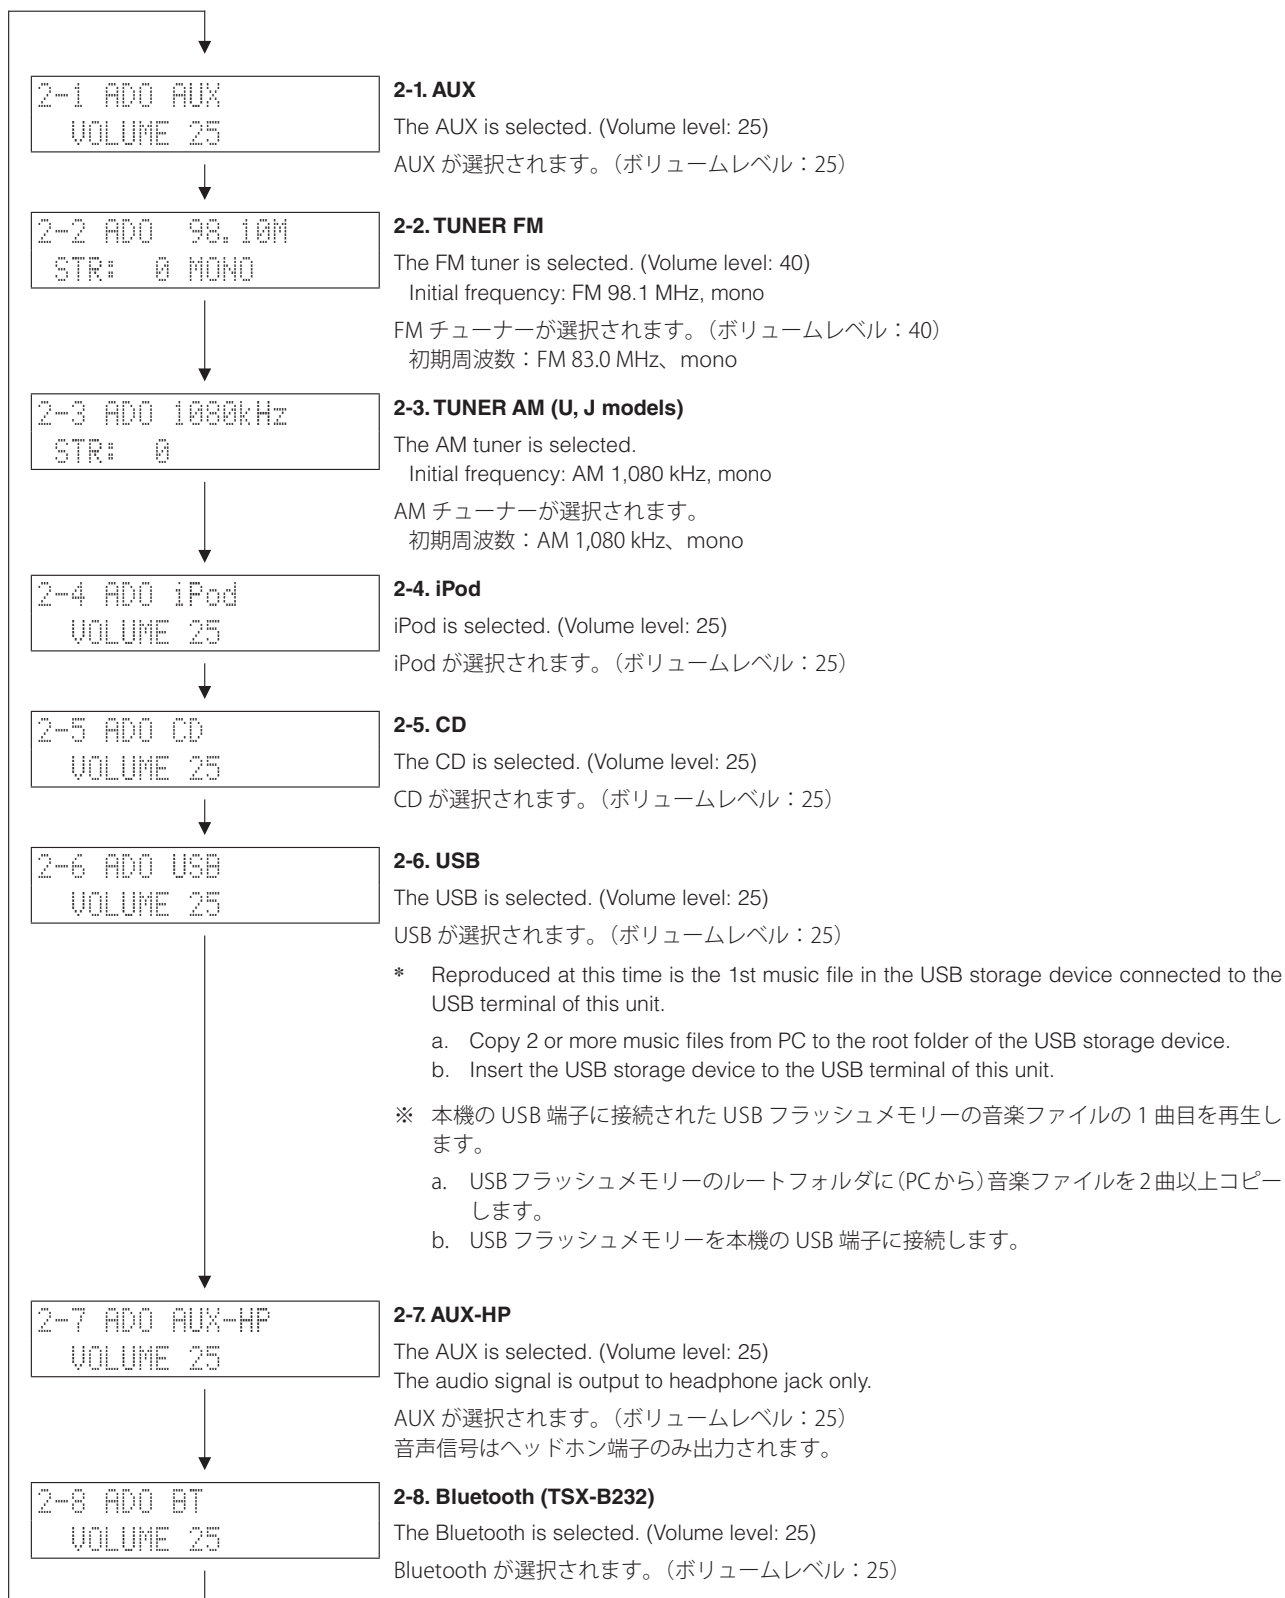 2-1 ADO AUX
VOLUME 25
2-1. AUX
The AUX is selected. (Volume level: 25)
AUX が選択されます。（ボリュームレベル：25）
2-2 ADO 98.10M
STR: 0 MONO
2-2. TUNER FM
The FM tuner is selected. (Volume level: 40)
Initial frequency: FM 98.1 MHz, mono
FM チューナーが選択されます。（ボリュームレベル：40）
初期周波数：FM 83.0 MHz、mono
2-3 ADO 1080kHz
STR: 0
2-3. TUNER AM (U, J models)
The AM tuner is selected.
Initial frequency: AM 1,080 kHz, mono
AM チューナーが選択されます。
初期周波数：AM 1,080 kHz、mono
2-4 ADO iPod
VOLUME 25
2-4. iPod
iPod is selected. (Volume level: 25)
iPod が選択されます。（ボリュームレベル：25）
2-5 ADO CD
VOLUME 25
2-5. CD
The CD is selected. (Volume level: 25)
CD が選択されます。（ボリュームレベル：25）
2-6 ADO USB
VOLUME 25
2-6. USB
The USB is selected. (Volume level: 25)
USB が選択されます。（ボリュームレベル：25）
* Reproduced at this time is the 1st music file in the USB storage device connected to the
USB terminal of this unit.
a. Copy 2 or more music files from PC to the root folder of the USB storage device.
b. Insert the USB storage device to the USB terminal of this unit.
※ 本機の USB 端子に接続された USB フラッシュメモリーの音楽ファイルの 1 曲目を再生し
ます。
a. USB フラッシュメモリーのルートフォルダに（PC から）音楽ファイルを 2 曲以上コピー
します。
b. USB フラッシュメモリーを本機の USB 端子に接続します。
2-7 ADO AUX-HP
VOLUME 25
2-7. AUX-HP
The AUX is selected. (Volume level: 25)
The audio signal is output to headphone jack only.
AUX が選択されます。（ボリュームレベル：25）
音声信号はヘッドホン端子のみ出力されます。
2-8 ADO BT
VOLUME 25
2-8. Bluetooth (TSX-B232)
The Bluetooth is selected. (Volume level: 25)
Bluetooth が選択されます。（ボリュームレベル：25）